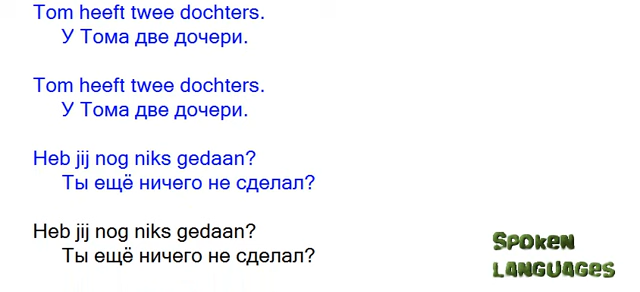 Tom heeft twee dochters.
У Тома две дочери.
Tom heeft twee dochters.
У Тома две дочери.
Heb jij nog niks gedaan?
Ты ещё ничего не сделал?
Heb jij nog niks gedaan?
Ты ещё ничего не сделал?
Spoken
Languages